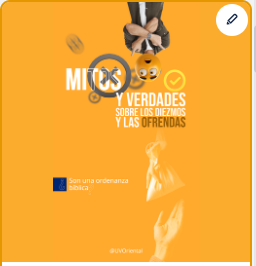 MITOS
Y VERDADES
SOBRE LOS DIEZMOS
Y LAS OFRENDAS
Son una ordenanza
bíblica